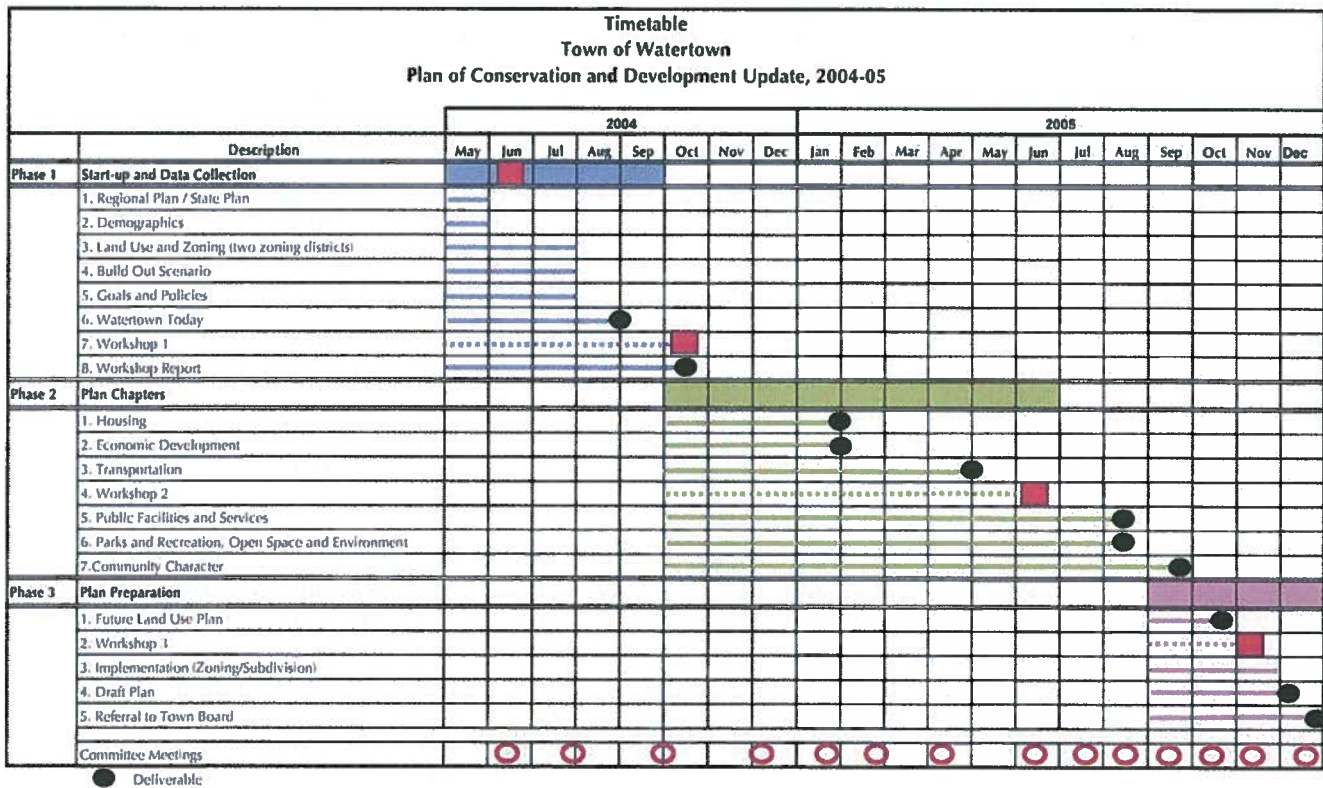 Timetable
Town of Watertown
Plan of Conservation and Development Update, 2004-05
2004 2005
Description May Jun Jul Aug Sep Oct Nov Dec Jan Feb Mar Apr May Jun Jul Aug Sep Oct Nov Dec
Phase 1 Start-up and Data Collection
1. Regional Plan / State Plan
2. Demographics
3. Land Use and Zoning (two zoning districts)
4. Build Out Scenario
5. Goals and Policies
6. Watertown Today
7. Workshop 1
8. Workshop Report
Phase 2 Plan Chapters
1. Housing
2. Economic Development
3. Transportation
4. Workshop 2
5. Public Facilities and Services
6. Parks and Recreation, Open Space and Environment
7.Community Character
Phase 3 Plan Preparation
1. Future Land Use Plan
2. Workshop 3
3. Implementation (Zoning/Subdivision)
4. Draft Plan
5. Referral to Town Board
Committee Meetings
Deliverable